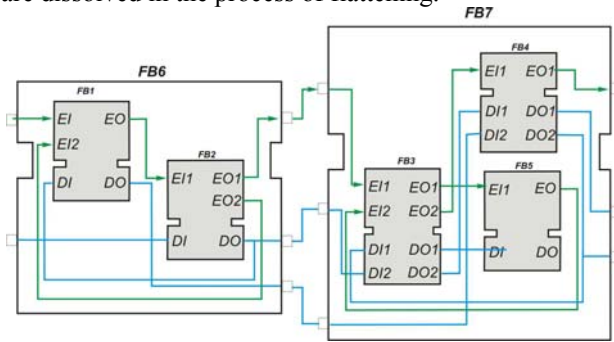 are dissolved in the process of flattening.
FB7
FB6
FB4
FB1
EI1 EO1
EI EO
FB2
EI2
DI1 DO1
DI2 DO2
FB3
FB5
EI1 EO1
DI DO
EO2
EI1 EO1
EI1 EO
EI2 EO2
DI DO
DI1 DO1
DI DO
DI2 DO2